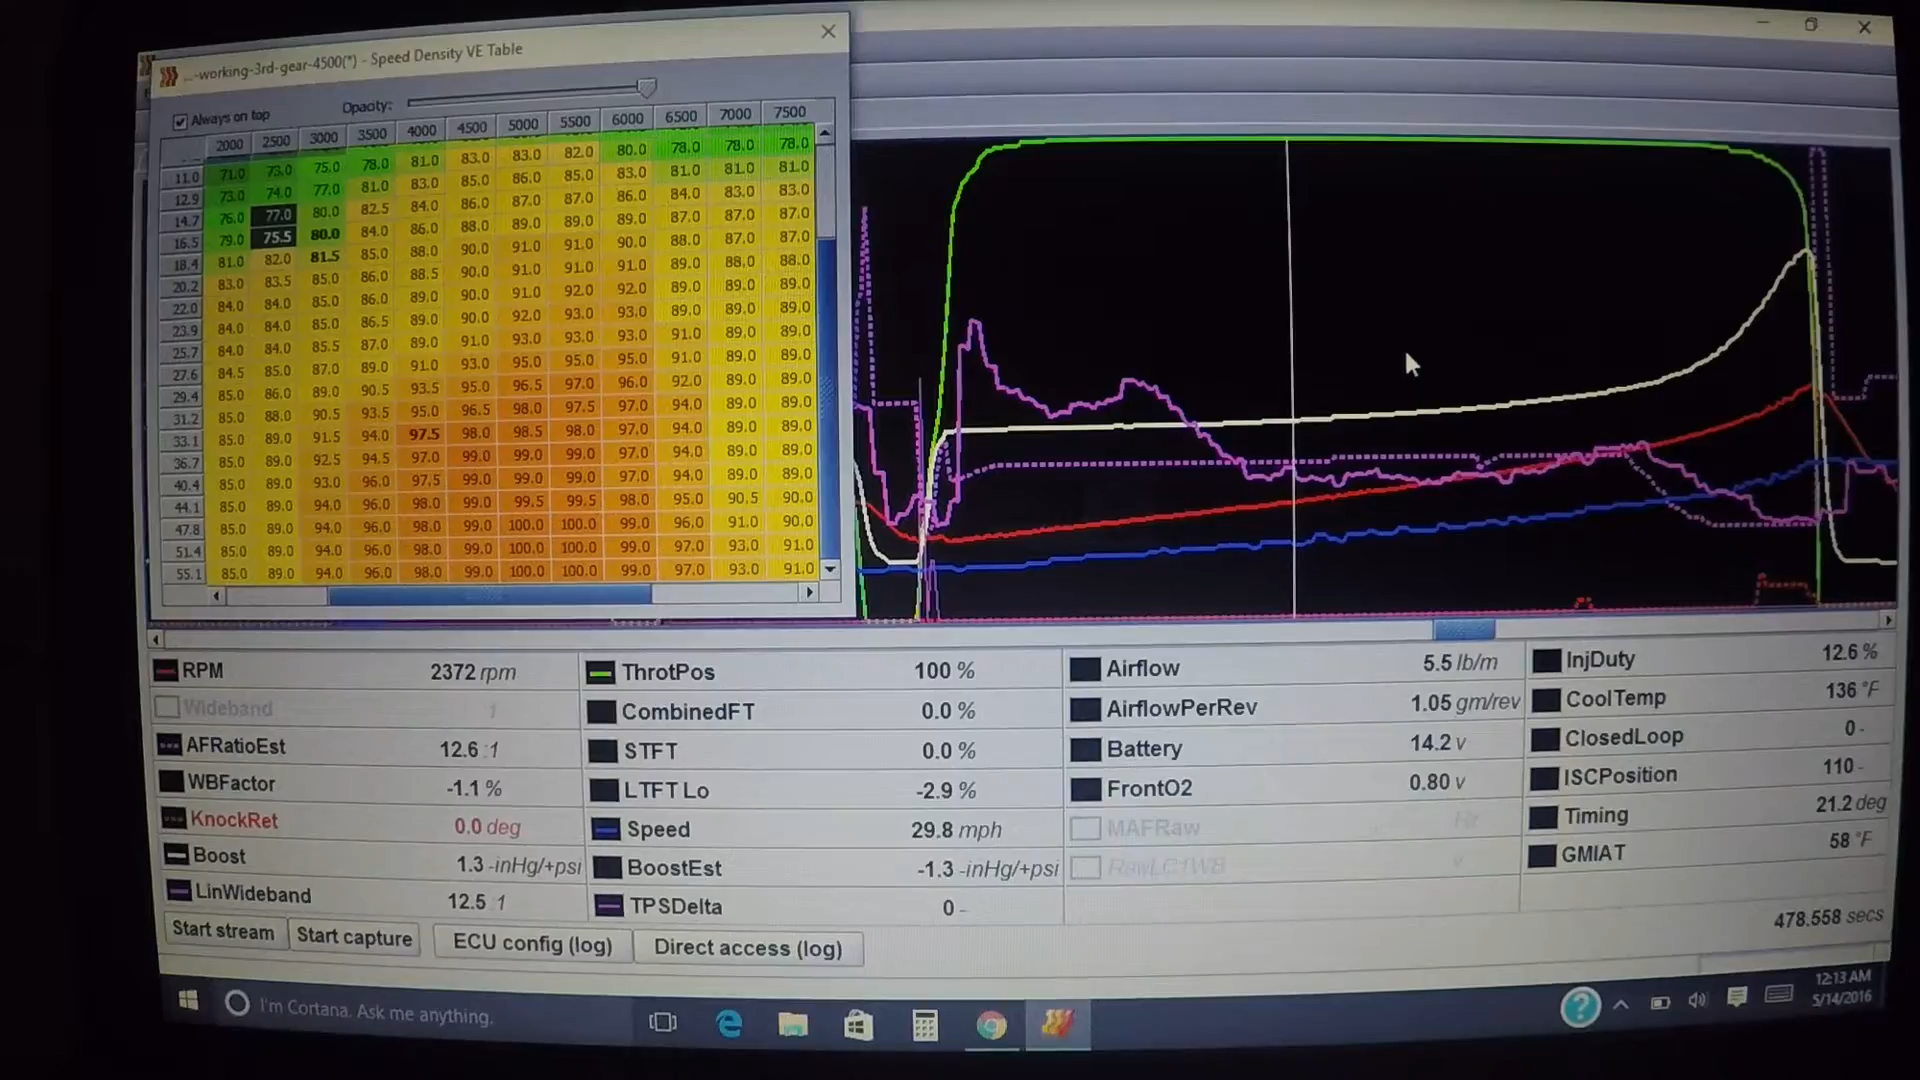 ...-working-3rd-gear-4500(*) - Speed Density VE Table
Always on top Opacity:
2000 2500 3000 3500 4000 4500 5000 5500 6000 6500 7000 7500
11.0 71.0 73.0 75.0 78.0 81.0 83.0 83.0 82.0 80.0 78.0 78.0 78.0
12.9 73.0 74.0 77.0 81.0 83.0 85.0 86.0 85.0 83.0 81.0 81.0 81.0
14.7 76.0 77.0 80.0 82.5 84.0 86.0 87.0 87.0 86.0 84.0 83.0 83.0
16.5 79.0 75.5 80.0 84.0 86.0 88.0 89.0 89.0 89.0 87.0 87.0 87.0
18.4 81.0 82.0 81.5 85.0 88.0 90.0 91.0 91.0 90.0 88.0 87.0 87.0
20.2 83.0 83.5 85.0 86.0 88.5 90.0 91.0 91.0 91.0 89.0 88.0 88.0
22.0 84.0 84.0 85.0 86.0 89.0 90.0 91.0 92.0 92.0 89.0 89.0 89.0
23.9 84.0 84.0 85.0 86.5 89.0 90.0 92.0 93.0 93.0 89.0 89.0 89.0
25.7 84.0 84.0 85.5 87.0 89.0 91.0 93.0 93.0 93.0 91.0 89.0 89.0
27.6 84.5 85.0 87.0 89.0 91.0 93.0 95.0 95.0 95.0 91.0 89.0 89.0
29.4 85.0 86.0 89.0 90.5 93.5 95.0 96.5 97.0 96.0 92.0 89.0 89.0
31.2 85.0 88.0 90.5 93.5 95.0 96.5 98.0 97.5 97.0 94.0 89.0 89.0
33.1 85.0 89.0 91.5 94.0 97.5 98.0 98.5 98.0 97.0 94.0 89.0 89.0
36.7 85.0 89.0 92.5 94.5 97.0 99.0 99.0 99.0 97.0 94.0 89.0 89.0
40.4 85.0 89.0 93.0 96.0 97.5 99.0 99.0 99.0 97.0 94.0 89.0 89.0
44.1 85.0 89.0 94.0 96.0 98.0 99.0 99.5 99.5 98.0 95.0 90.5 90.0
47.8 85.0 89.0 94.0 96.0 98.0 99.0 100.0 100.0 99.0 96.0 91.0 90.0
51.4 85.0 89.0 94.0 96.0 98.0 99.0 100.0 100.0 99.0 97.0 93.0 91.0
55.1 85.0 89.0 94.0 96.0 98.0 99.0 100.0 100.0 99.0 97.0 93.0 91.0
RPM 2372 rpm
Wideband 1
AFRatioEst 12.6 :1
WBFactor -1.1 %
KnockRet 0.0 deg
Boost 1.3 -inHg/+psi
LinWideband 12.5 :1
ThrotPos 100 %
CombinedFT 0.0 %
STFT 0.0 %
LTFT Lo -2.9 %
Speed 29.8 mph
BoostEst -1.3 -inHg/+psi
TPSDelta 0 -
Airflow 5.5 lb/m
AirflowPerRev 1.05 gm/rev
Battery 14.2 v
FrontO2 0.80 v
MAFRaw Hz
RawLC1WB v
InjDuty 12.6 %
CoolTemp 136 °F
ClosedLoop 0 -
ISCPosition 110 -
Timing 21.2 deg
GMIAT 58 °F
Start stream Start capture ECU config (log) Direct access (log)
478.558 secs
I'm Cortana. Ask me anything.
12:13 AM
5/14/2016